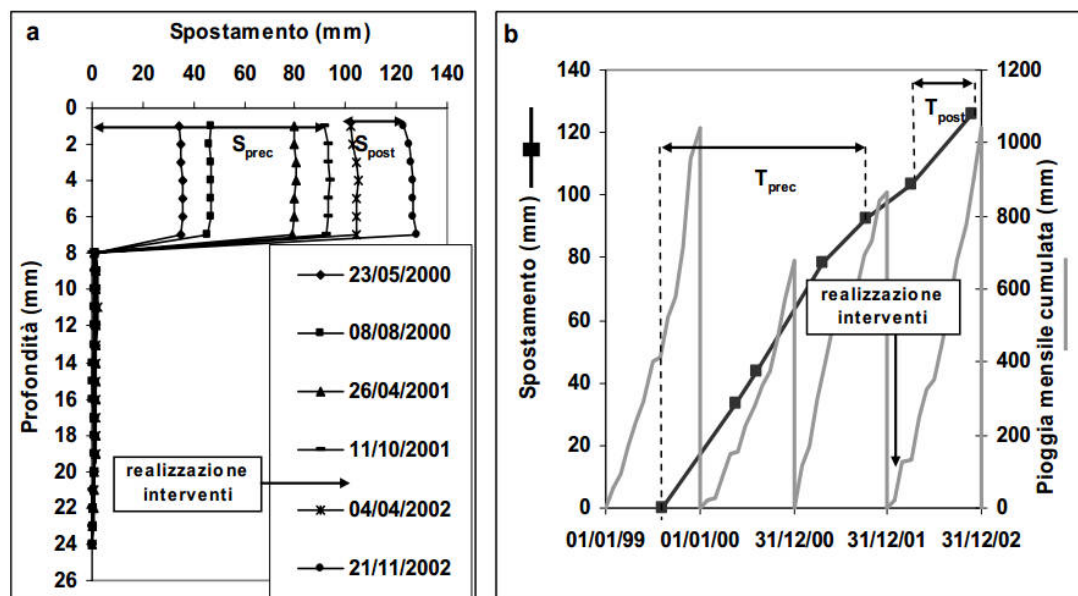 a
Spostamento (mm)
0 20 40 60 80 100 120 140
Profondità (mm)
0
2
4
6
8
10
12
14
16
18
20
22
24
26
Sprec
Spost
23/05/2000
08/08/2000
26/04/2001
11/10/2001
04/04/2002
21/11/2002
realizzazione
interventi
b
Spostamento (mm)
140
120
100
80
60
40
20
0
Tprec
Tpost
realizzazione
interventi
1200
1000
800
600
400
200
0
Pioggia mensile cumulata (mm)
01/01/99 01/01/00 31/12/00 31/12/01 31/12/02